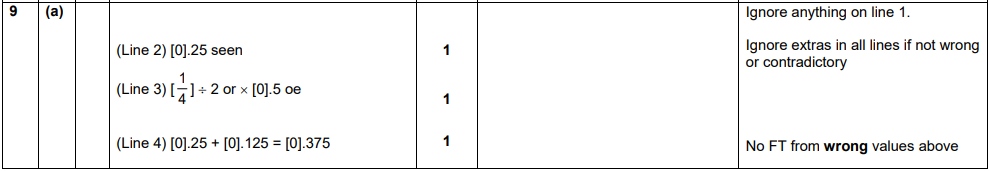 9 (a) Ignore anything on line 1.
(Line 2) [0].25 seen 1 Ignore extras in all lines if not wrong
or contradictory
(Line 3) [1/4] ÷ 2 or × [0].5 oe 1
(Line 4) [0].25 + [0].125 = [0].375 1 No FT from wrong values above